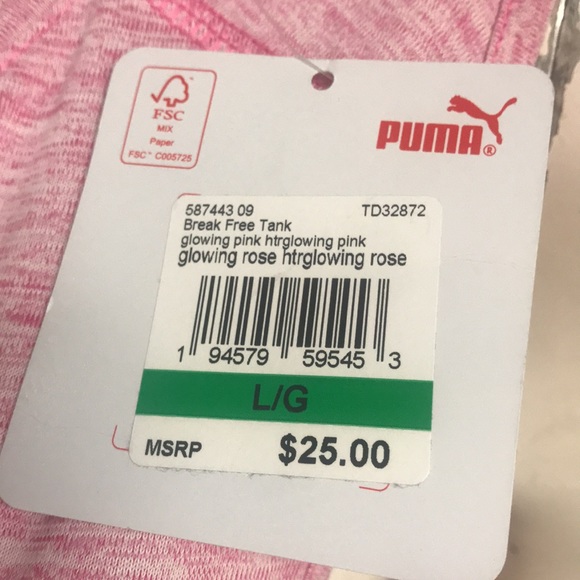 FSC
MIX
Paper
FSC™ C005725
PUMA®
587443 09 TD32872
Break Free Tank
glowing pink htrglowing pink
glowing rose htrglowing rose
1 94579 59545 3
L/G
MSRP $25.00